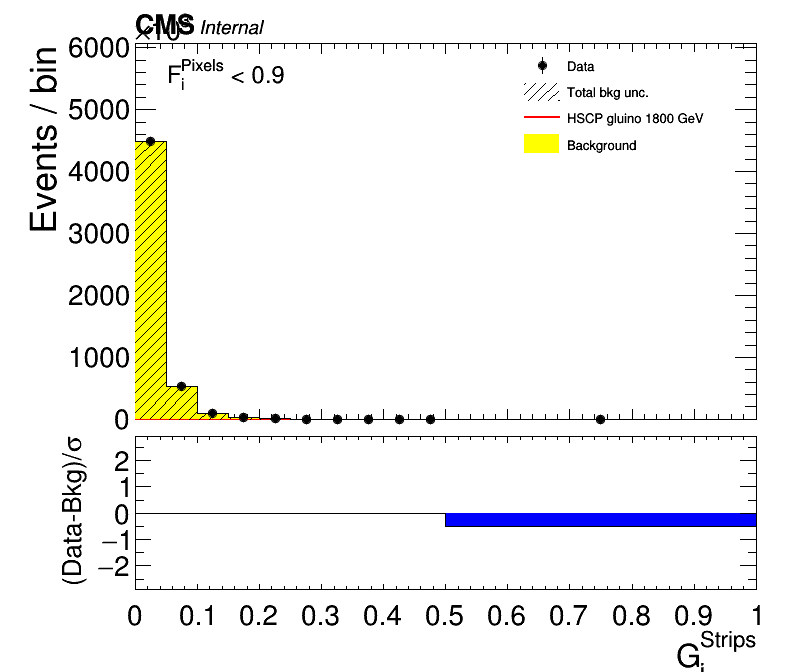 CMS Internal
×10³
F_i^Pixels < 0.9
Data
Total bkg unc.
HSCP gluino 1800 GeV
Background
Events / bin
6000
5000
4000
3000
2000
1000
0
(Data-Bkg)/σ
2
1
0
−1
−2
0 0.1 0.2 0.3 0.4 0.5 0.6 0.7 0.8 0.9 1
G_i^Strips